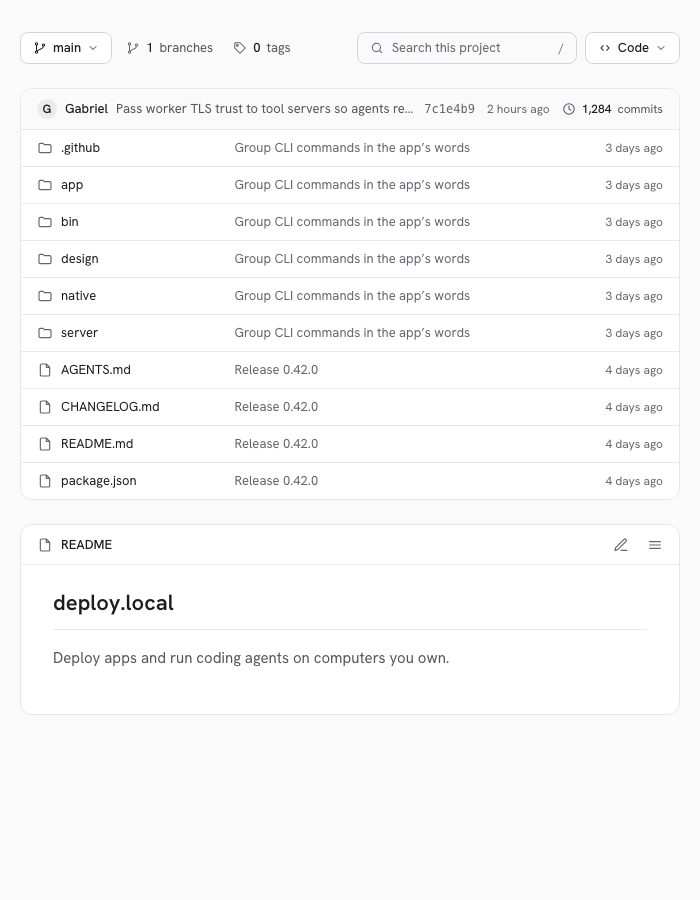 main 1 branches 0 tags Search this project / Code
G Gabriel Pass worker TLS trust to tool servers so agents re... 7c1e4b9 2 hours ago 1,284 commits
.github Group CLI commands in the app’s words 3 days ago
app Group CLI commands in the app’s words 3 days ago
bin Group CLI commands in the app’s words 3 days ago
design Group CLI commands in the app’s words 3 days ago
native Group CLI commands in the app’s words 3 days ago
server Group CLI commands in the app’s words 3 days ago
AGENTS.md Release 0.42.0 4 days ago
CHANGELOG.md Release 0.42.0 4 days ago
README.md Release 0.42.0 4 days ago
package.json Release 0.42.0 4 days ago
README
deploy.local
Deploy apps and run coding agents on computers you own.